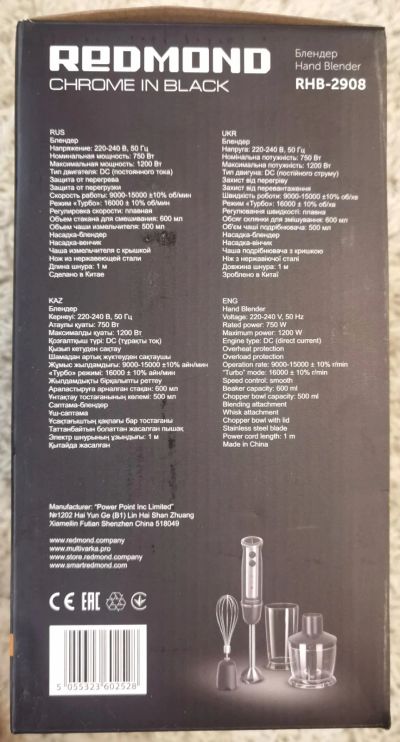 REDMOND
CHROME IN BLACK
Блендер
Hand Blender
RHB-2908
RUS
Блендер
Напряжение: 220-240 В, 50 Гц
Номинальная мощность: 750 Вт
Максимальная мощность: 1200 Вт
Тип двигателя: DC (постоянного тока)
Защита от перегрева
Защита от перегрузки
Скорость работы: 9000-15000 ±10% об/мин
Режим «Турбо»: 16000 ± 10% об/мин
Регулировка скорости: плавная
Объем стакана для смешивания: 600 мл
Объем чаши измельчителя: 500 мл
Насадка-блендер
Насадка-венчик
Чаша измельчителя с крышкой
Нож из нержавеющей стали
Длина шнура: 1 м
Сделано в Китае
UKR
Блендер
Напруга: 220-240 В, 50 Гц
Номінальна потужність: 750 Вт
Максимальна потужність: 1200 Вт
Тип двигуна: DC (постійного струму)
Захист від перегріву
Захист від перевантаження
Швидкість роботи: 9000-15000 ±10% об/хв
Режим «Турбо»: 16000 ± 10% об/хв
Регулювання швидкості: плавна
Обсяг склянки для змішування: 600 мл
Об'єм чаші подрібнювача: 500 мл
Насадка-блендер
Насадка-вінчик
Чаша подрібнювача з кришкою
Ніж з нержавіючої сталі
Довжина шнура: 1 м
Зроблено в Китаї
KAZ
Блендер
Кернеуі: 220-240 В, 50 Гц
Атаулы қуаты: 750 Вт
Максималды қуаты: 1200 Вт
Қозғалтқыш түрі: DC (тұрақты ток)
Қызып кетуден сақтау
Шамадан артық жүктеуден сақтаушы
Жұмыс жылдамдығы: 9000-15000 ±10% айн/мин
«Турбо» режимі: 16000 ± 10% айн/мин
Жылдамдықты бірқалыпты реттеу
Араластыруға арналған стакан: 600 мл
Ұнтақтау тостағанының көлемі: 500 мл
Саптама-блендер
Үш-саптама
Ұсақтағыштың қақпағы бар тостағаны
Таттанбайтын болаттан жасалған пышақ
Электр шнурының ұзындығы: 1 м
Қытайда жасалған
ENG
Hand Blender
Voltage: 220-240 V, 50 Hz
Rated power: 750 W
Maximum power: 1200 W
Engine type: DC (direct current)
Overheat protection
Overload protection
Operation rate: 9000-15000 ± 10% r/min
"Turbo" mode: 16000 ± 10% r/min
Speed control: smooth
Beaker capacity: 600 ml
Chopper bowl capacity: 500 ml
Blending attachment
Whisk attachment
Chopper bowl with lid
Stainless steel blade
Power cord length: 1 m
Made in China
Manufacturer: "Power Point Inc Limited"
№1202 Hai Yun Ge (B1) Lin Hai Shan Zhuang
Xiameilin Futian Shenzhen China 518049
www.redmond.company
www.multivarka.pro
www.store.redmond.company
www.smartredmond.com
CE EAC
5 055323 602528